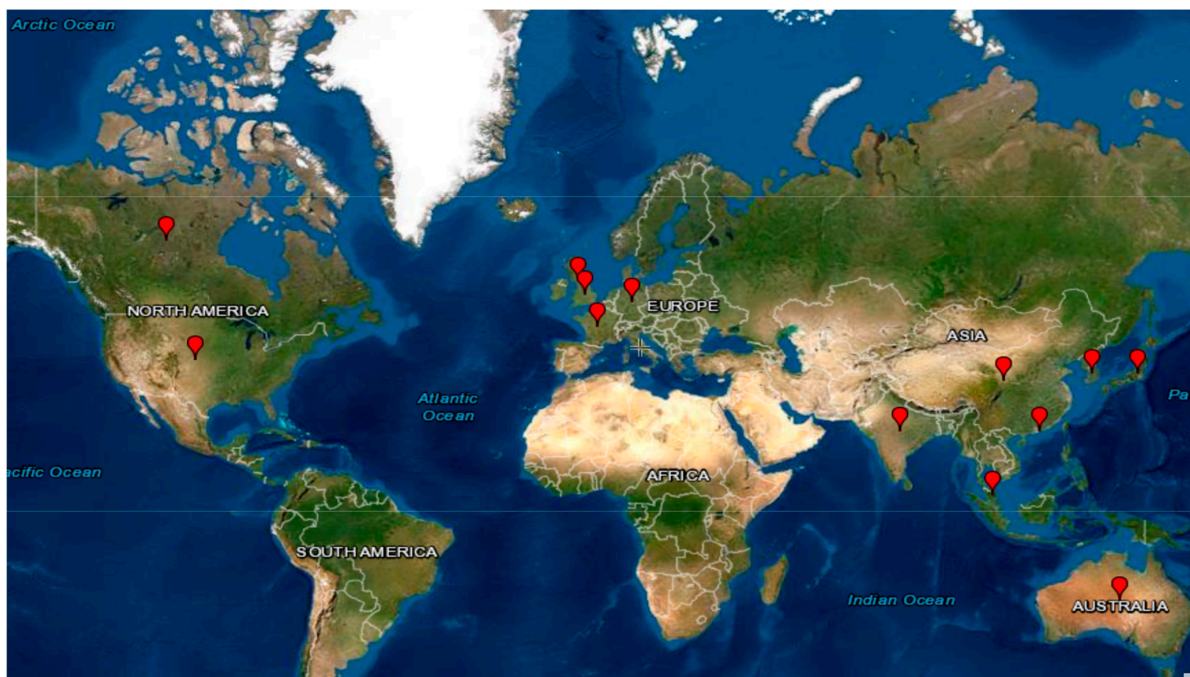 Arctic Ocean
NORTH AMERICA
EUROPE
ASIA
Atlantic
Ocean
Pa
acific Ocean
AFRICA
SOUTH AMERICA
Indian Ocean
AUSTRALIA